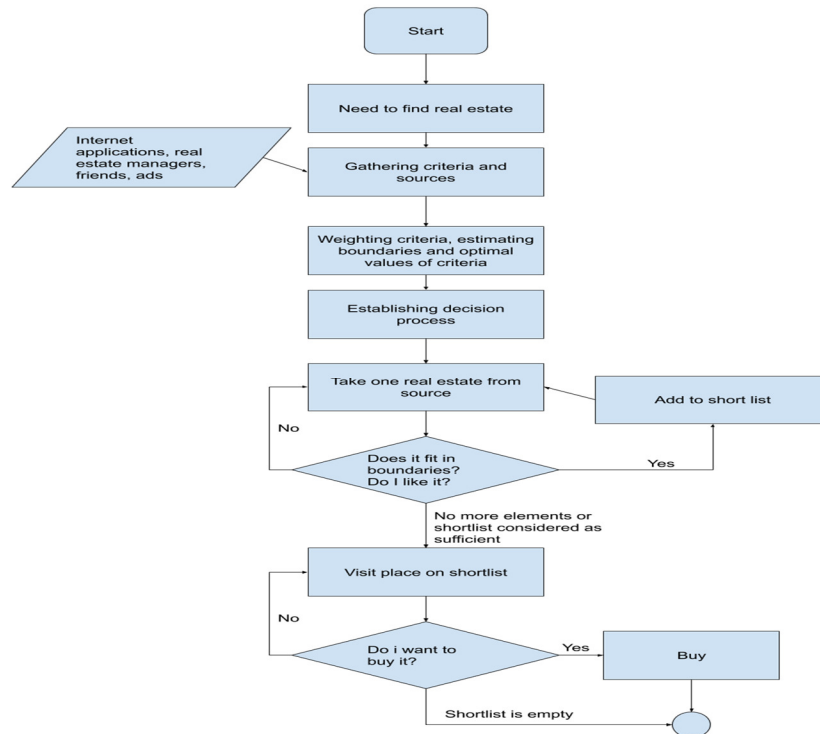 Start
Need to find real estate
Internet
applications, real
estate managers,
friends, ads
Gathering criteria and
sources
Weighting criteria, estimating
boundaries and optimal
values of criteria
Establishing decision
process
Take one real estate from
source
Add to short list
No
Does it fit in
boundaries?
Do I like it?
Yes
No more elements or
shortlist considered as
sufficient
Visit place on shortlist
No
Do i want to
buy it?
Yes
Buy
Shortlist is empty